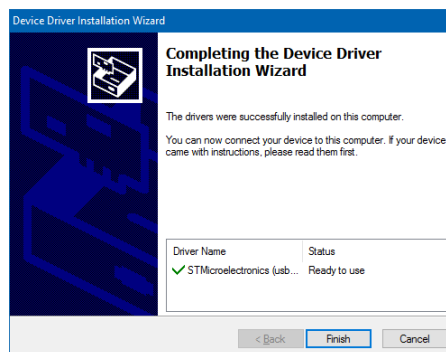 Device Driver Installation Wizard
Completing the Device Driver
Installation Wizard
The drivers were successfully installed on this computer.
You can now connect your device to this computer. If your device
came with instructions, please read them first.
Driver Name Status
STMicroelectronics (usb... Ready to use
< Back Finish Cancel